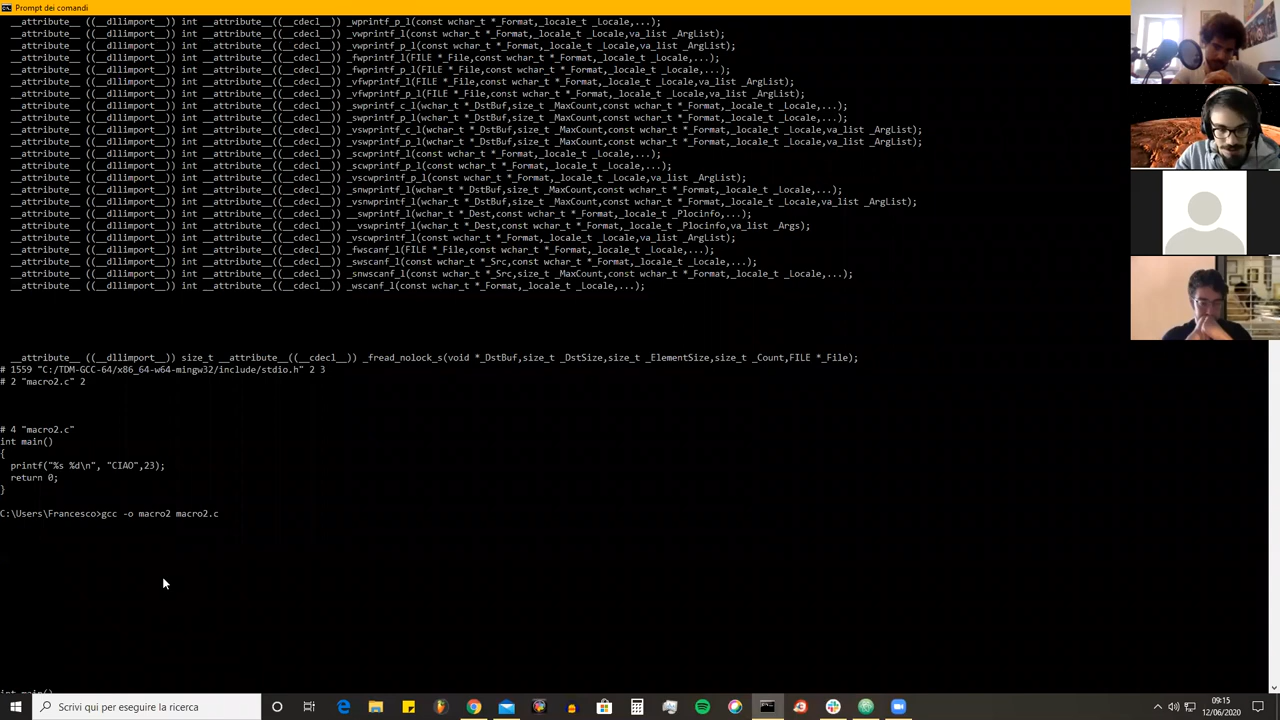 Prompt dei comandi
__attribute__ ((__dllimport__)) int __attribute__((__cdecl__)) _wprintf_p_l(const wchar_t *_Format,_locale_t _Locale,...);
__attribute__ ((__dllimport__)) int __attribute__((__cdecl__)) _vwprintf_l(const wchar_t *_Format,_locale_t _Locale,va_list _ArgList);
__attribute__ ((__dllimport__)) int __attribute__((__cdecl__)) _vwprintf_p_l(const wchar_t *_Format,_locale_t _Locale,va_list _ArgList);
__attribute__ ((__dllimport__)) int __attribute__((__cdecl__)) _fwprintf_l(FILE *_File,const wchar_t *_Format,_locale_t _Locale,...);
__attribute__ ((__dllimport__)) int __attribute__((__cdecl__)) _fwprintf_p_l(FILE *_File,const wchar_t *_Format,_locale_t _Locale,...);
__attribute__ ((__dllimport__)) int __attribute__((__cdecl__)) _vfwprintf_l(FILE *_File,const wchar_t *_Format,_locale_t _Locale,va_list _ArgList);
__attribute__ ((__dllimport__)) int __attribute__((__cdecl__)) _vfwprintf_p_l(FILE *_File,const wchar_t *_Format,_locale_t _Locale,va_list _ArgList);
__attribute__ ((__dllimport__)) int __attribute__((__cdecl__)) _swprintf_c_l(wchar_t *_DstBuf,size_t _MaxCount,const wchar_t *_Format,_locale_t _Locale,...);
__attribute__ ((__dllimport__)) int __attribute__((__cdecl__)) _swprintf_p_l(wchar_t *_DstBuf,size_t _MaxCount,const wchar_t *_Format,_locale_t _Locale,...);
__attribute__ ((__dllimport__)) int __attribute__((__cdecl__)) _vswprintf_c_l(wchar_t *_DstBuf,size_t _MaxCount,const wchar_t *_Format,_locale_t _Locale,va_list _ArgList);
__attribute__ ((__dllimport__)) int __attribute__((__cdecl__)) _vswprintf_p_l(wchar_t *_DstBuf,size_t _MaxCount,const wchar_t *_Format,_locale_t _Locale,va_list _ArgList);
__attribute__ ((__dllimport__)) int __attribute__((__cdecl__)) _scwprintf_l(const wchar_t *_Format,_locale_t _Locale,...);
__attribute__ ((__dllimport__)) int __attribute__((__cdecl__)) _scwprintf_p_l(const wchar_t *_Format,_locale_t _Locale,...);
__attribute__ ((__dllimport__)) int __attribute__((__cdecl__)) _vscwprintf_p_l(const wchar_t *_Format,_locale_t _Locale,va_list _ArgList);
__attribute__ ((__dllimport__)) int __attribute__((__cdecl__)) _snwprintf_l(wchar_t *_DstBuf,size_t _MaxCount,const wchar_t *_Format,_locale_t _Locale,...);
__attribute__ ((__dllimport__)) int __attribute__((__cdecl__)) _vsnwprintf_l(wchar_t *_DstBuf,size_t _MaxCount,const wchar_t *_Format,_locale_t _Locale,va_list _ArgList);
__attribute__ ((__dllimport__)) int __attribute__((__cdecl__)) __swprintf_l(wchar_t *_Dest,const wchar_t *_Format,_locale_t _Plocinfo,...);
__attribute__ ((__dllimport__)) int __attribute__((__cdecl__)) __vswprintf_l(wchar_t *_Dest,const wchar_t *_Format,_locale_t _Plocinfo,va_list _Args);
__attribute__ ((__dllimport__)) int __attribute__((__cdecl__)) _vscwprintf_l(const wchar_t *_Format,_locale_t _Locale,va_list _ArgList);
__attribute__ ((__dllimport__)) int __attribute__((__cdecl__)) _fwscanf_l(FILE *_File,const wchar_t *_Format,_locale_t _Locale,...);
__attribute__ ((__dllimport__)) int __attribute__((__cdecl__)) _swscanf_l(const wchar_t *_Src,const wchar_t *_Format,_locale_t _Locale,...);
__attribute__ ((__dllimport__)) int __attribute__((__cdecl__)) _snwscanf_l(const wchar_t *_Src,size_t _MaxCount,const wchar_t *_Format,_locale_t _Locale,...);
__attribute__ ((__dllimport__)) int __attribute__((__cdecl__)) _wscanf_l(const wchar_t *_Format,_locale_t _Locale,...);
__attribute__ ((__dllimport__)) size_t __attribute__((__cdecl__)) _fread_nolock_s(void *_DstBuf,size_t _DstSize,size_t _ElementSize,size_t _Count,FILE *_File);
# 1559 "C:/TDM-GCC-64/x86_64-w64-mingw32/include/stdio.h" 2 3
# 2 "macro2.c" 2
# 4 "macro2.c"
int main()
{
printf("%s %d\n", "CIAO",23);
return 0;
}
C:\Users\Francesco>gcc -o macro2 macro2.c
int main()
Scrivi qui per eseguire la ricerca
09:15
12/06/2020